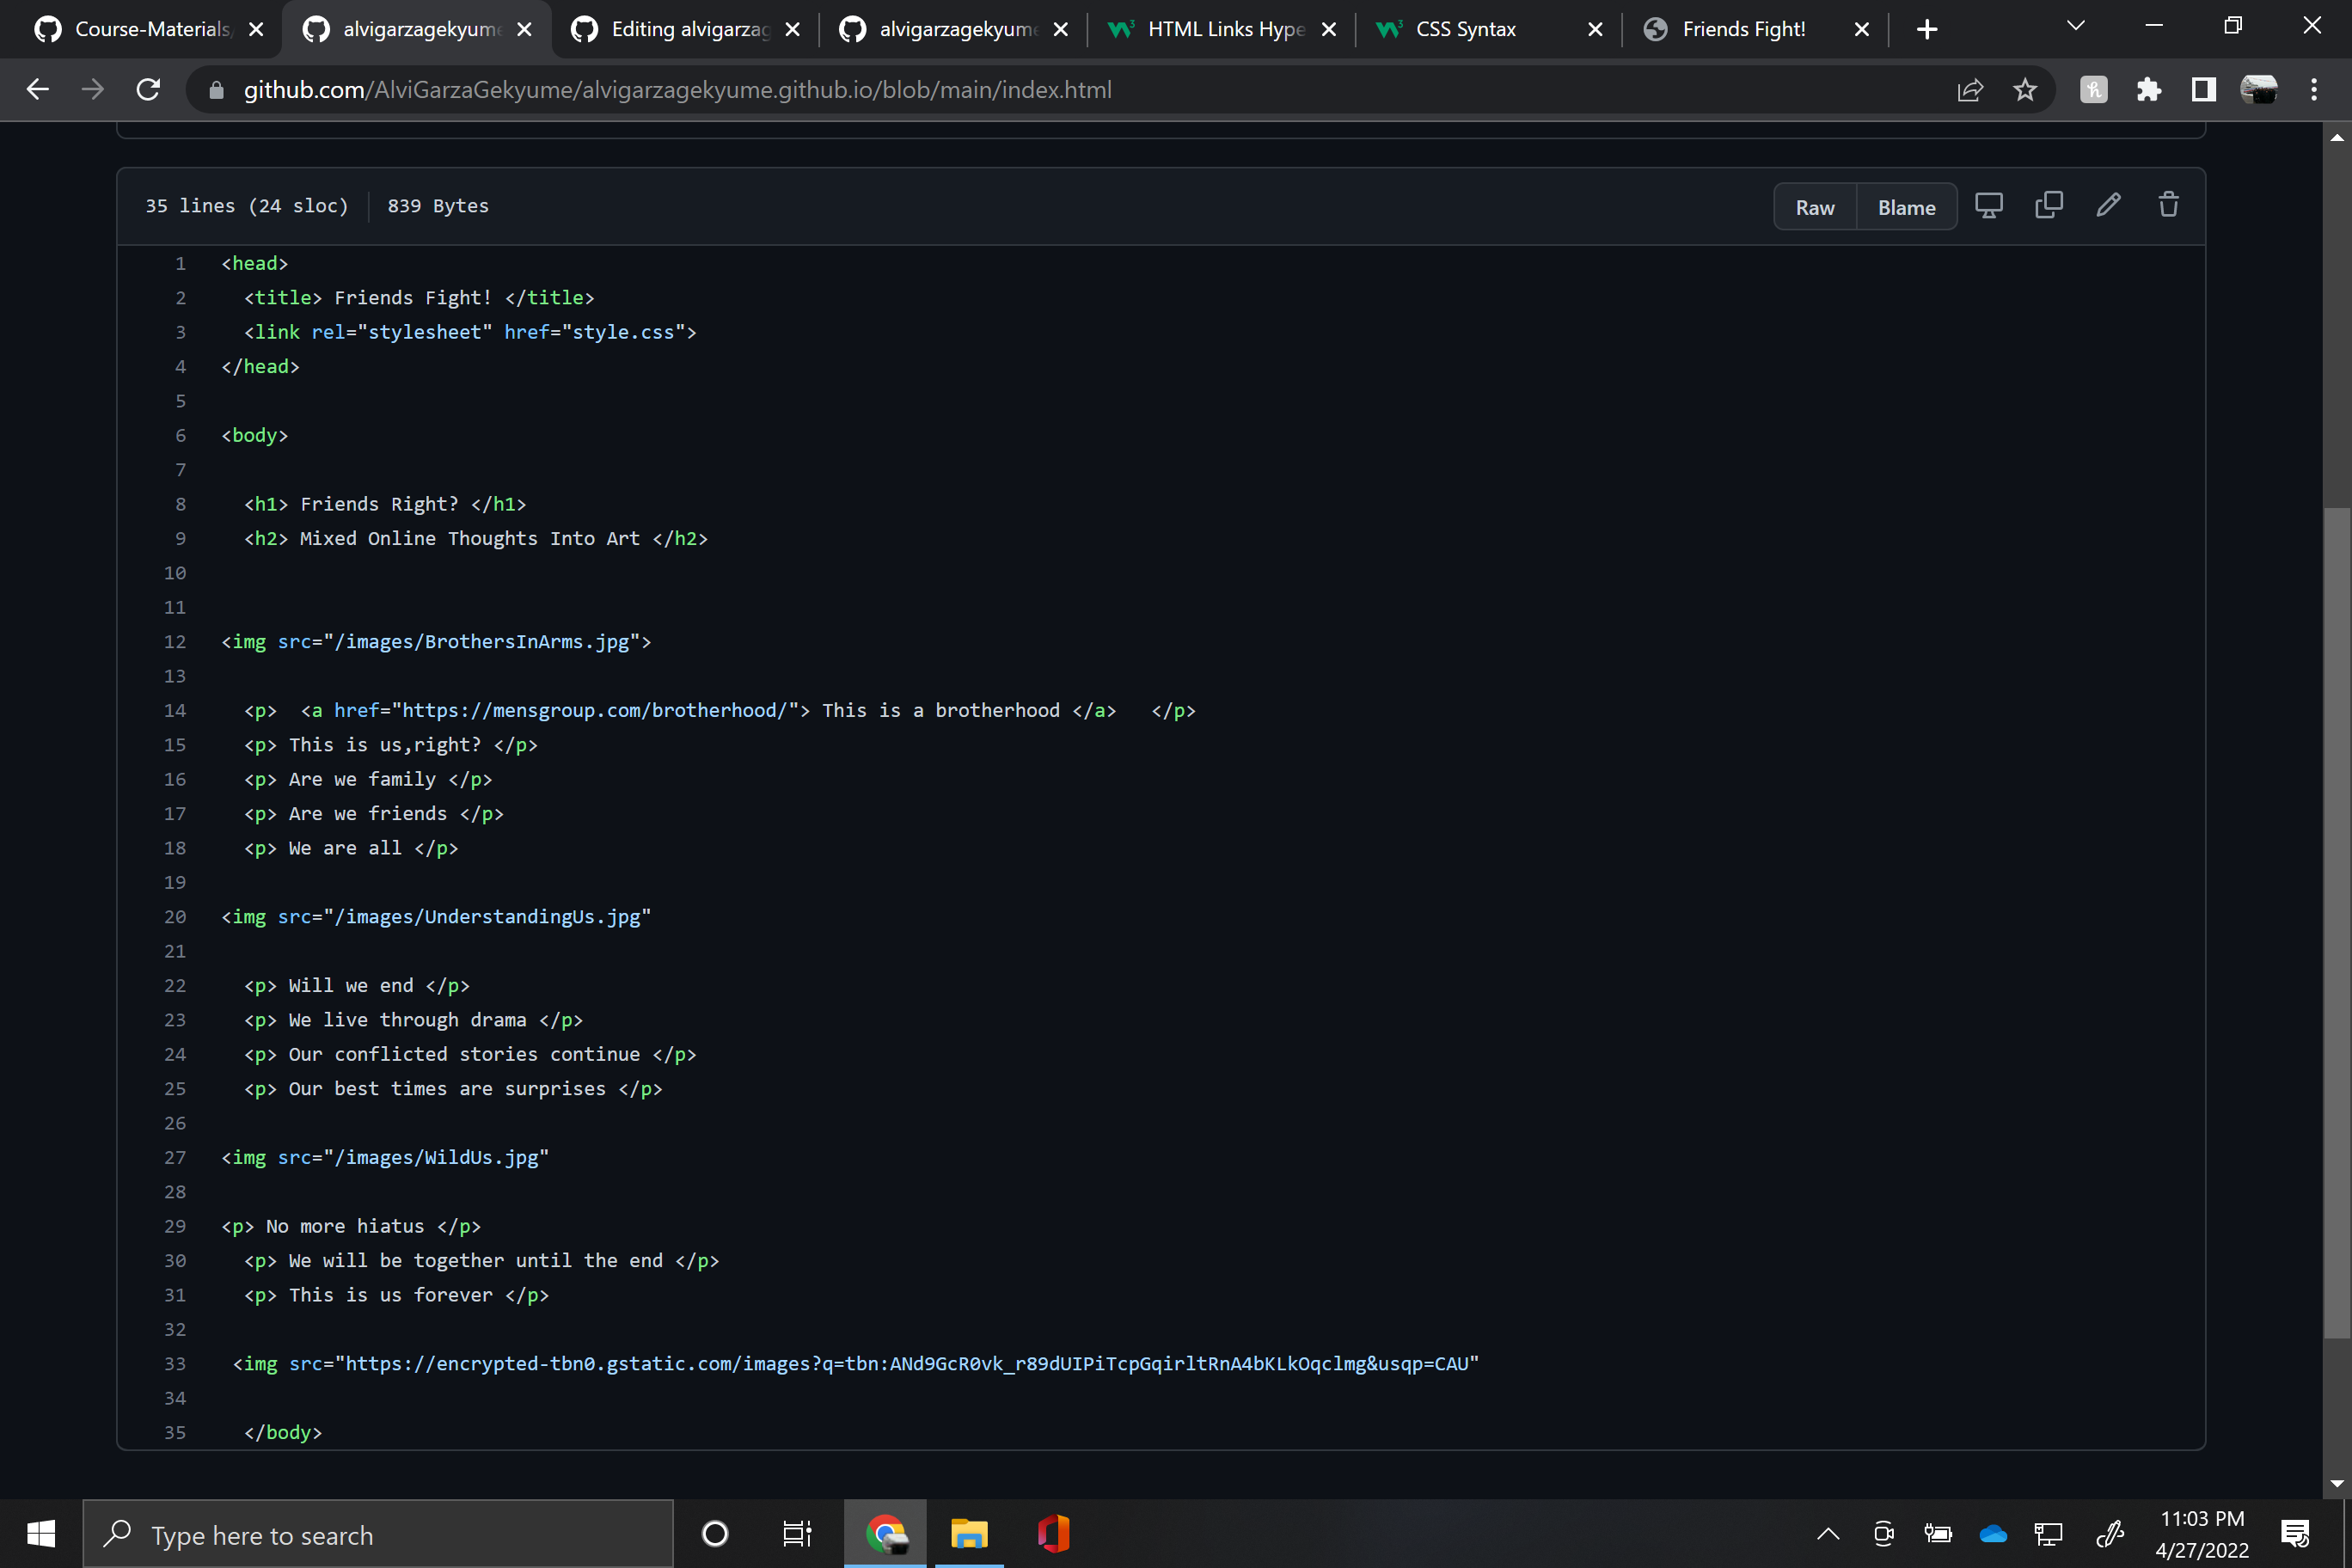 Course-Materials
alvigarzagekyume
Editing alvigarzag
alvigarzagekyume
HTML Links Hype
CSS Syntax
Friends Fight!
github.com/AlviGarzaGekyume/alvigarzagekyume.github.io/blob/main/index.html
35 lines (24 sloc) 839 Bytes
Raw Blame
1 <head>
2 <title> Friends Fight! </title>
3 <link rel="stylesheet" href="style.css">
4 </head>
5
6 <body>
7
8 <h1> Friends Right? </h1>
9 <h2> Mixed Online Thoughts Into Art </h2>
10
11
12 <img src="/images/BrothersInArms.jpg">
13
14 <p>  <a href="https://mensgroup.com/brotherhood/"> This is a brotherhood </a>   </p>
15 <p> This is us,right? </p>
16 <p> Are we family </p>
17 <p> Are we friends </p>
18 <p> We are all </p>
19
20 <img src="/images/UnderstandingUs.jpg"
21
22 <p> Will we end </p>
23 <p> We live through drama </p>
24 <p> Our conflicted stories continue </p>
25 <p> Our best times are surprises </p>
26
27 <img src="/images/WildUs.jpg"
28
29 <p> No more hiatus </p>
30 <p> We will be together until the end </p>
31 <p> This is us forever </p>
32
33 <img src="https://encrypted-tbn0.gstatic.com/images?q=tbn:ANd9GcR0vk_r89dUIPiTcpGqirltRnA4bKLkOqclmg&usqp=CAU"
34
35 </body>
Type here to search
11:03 PM
4/27/2022